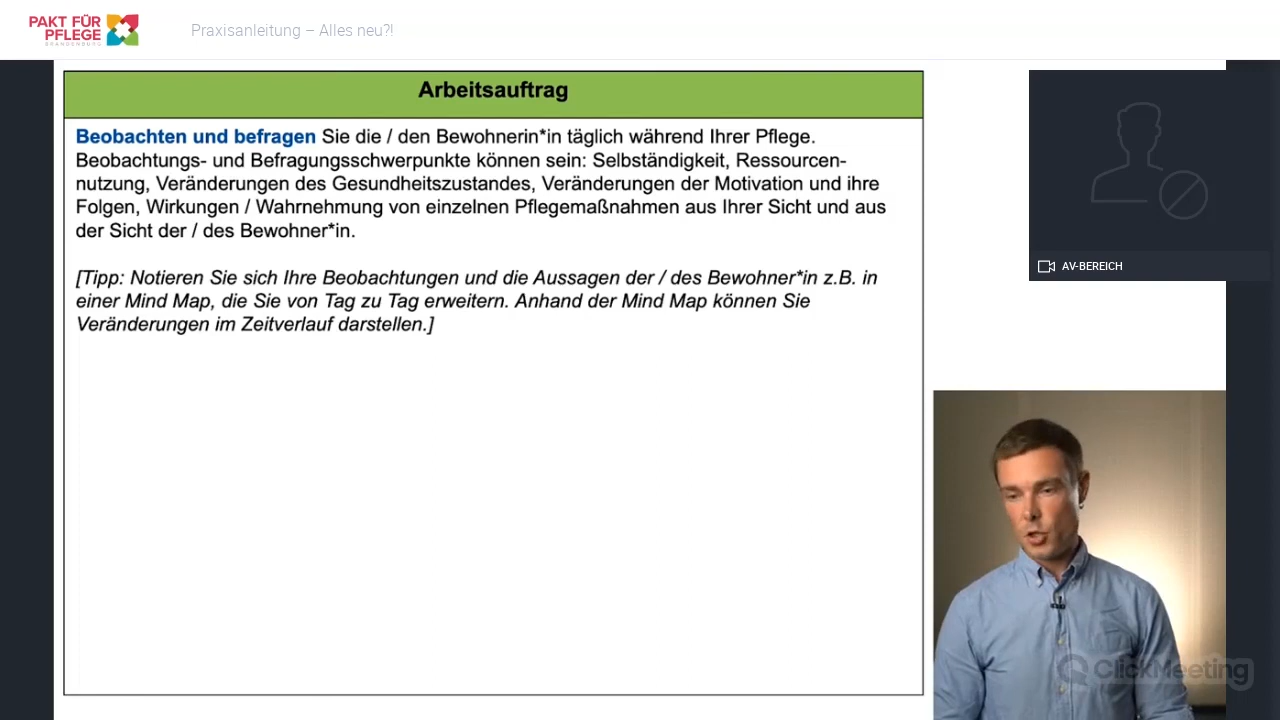 PAKT FÜR
PFLEGE
BRANDENBURG
Praxisanleitung – Alles neu?!
Arbeitsauftrag
Beobachten und befragen Sie die / den Bewohnerin*in täglich während Ihrer Pflege.
Beobachtungs- und Befragungsschwerpunkte können sein: Selbständigkeit, Ressourcen-
nutzung, Veränderungen des Gesundheitszustandes, Veränderungen der Motivation und ihre
Folgen, Wirkungen / Wahrnehmung von einzelnen Pflegemaßnahmen aus Ihrer Sicht und aus
der Sicht der / des Bewohner*in.
[Tipp: Notieren Sie sich Ihre Beobachtungen und die Aussagen der / des Bewohner*in z.B. in
einer Mind Map, die Sie von Tag zu Tag erweitern. Anhand der Mind Map können Sie
Veränderungen im Zeitverlauf darstellen.]
AV-BEREICH
ClickMeeting